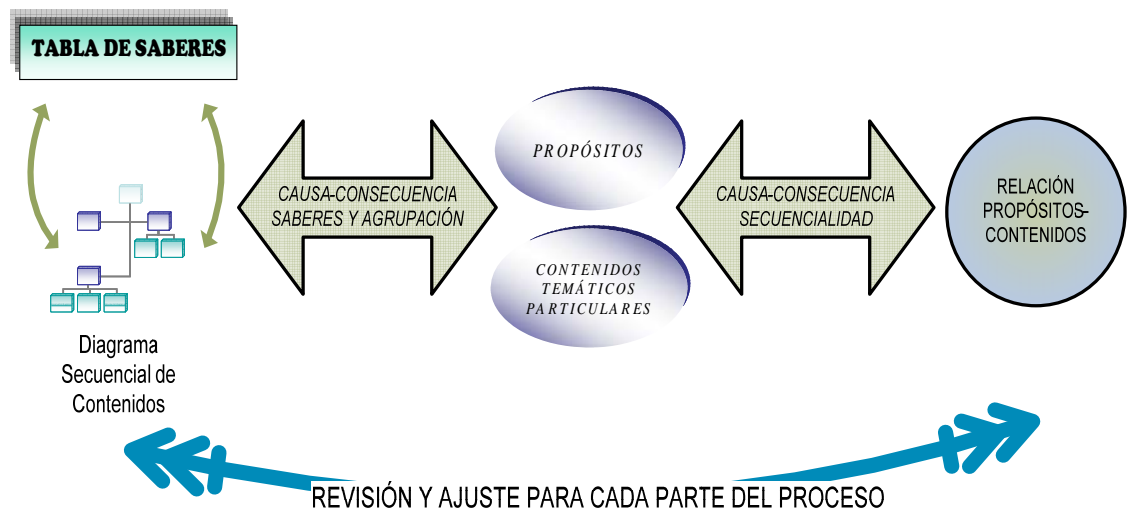 TABLA DE SABERES
CAUSA-CONSECUENCIA
SABERES Y AGRUPACIÓN
PROPÓSITOS
CONTENIDOS
TEMÁTICOS
PARTICULARES
CAUSA-CONSECUENCIA
SECUENCIALIDAD
RELACIÓN
PROPÓSITOS-
CONTENIDOS
Diagrama
Secuencial de
Contenidos
REVISIÓN Y AJUSTE PARA CADA PARTE DEL PROCESO